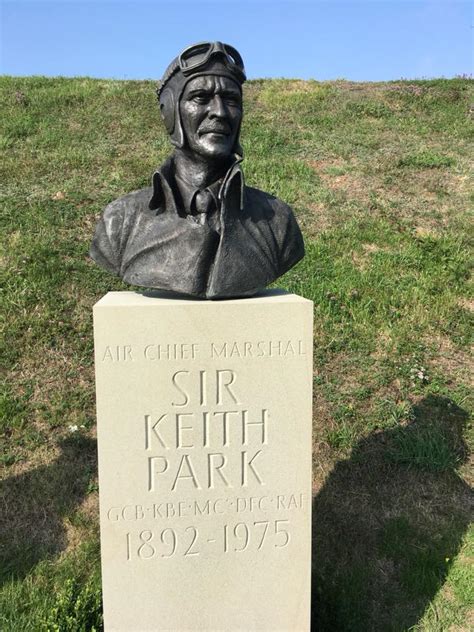 AIR CHIEF MARSHAL
SIR
KEITH
PARK
GCB·KBE·MC·DFC·RAF
1892-1975